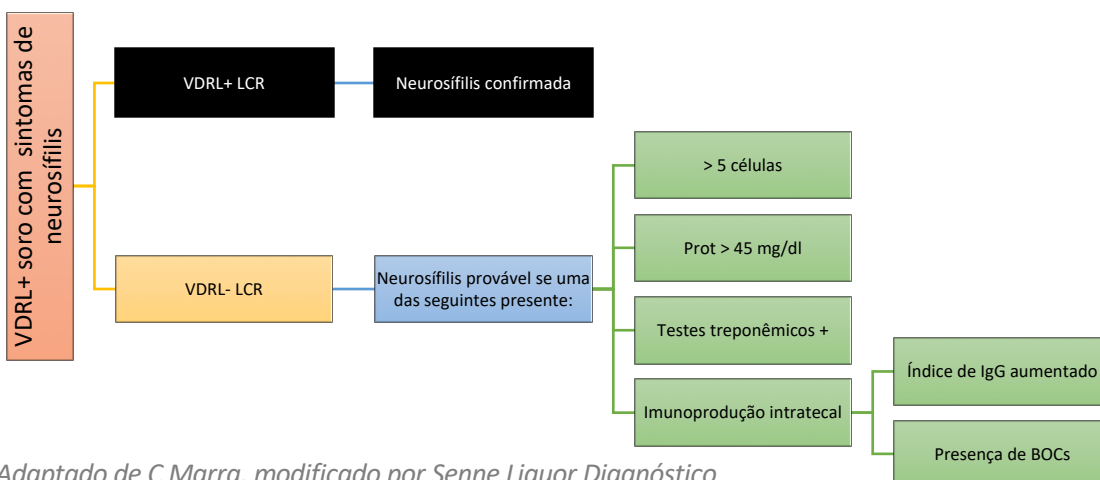 VDRL+ soro com sintomas de
neurosífilis
VDRL+ LCR
Neurosífilis confirmada
VDRL- LCR
Neurosífilis provável se uma
das seguintes presente:
> 5 células
Prot > 45 mg/dl
Testes treponêmicos +
Imunoprodução intratecal
Índice de IgG aumentado
Presença de BOCs
Adaptado de C Marra, modificado por Senne Liquor Diagnóstico